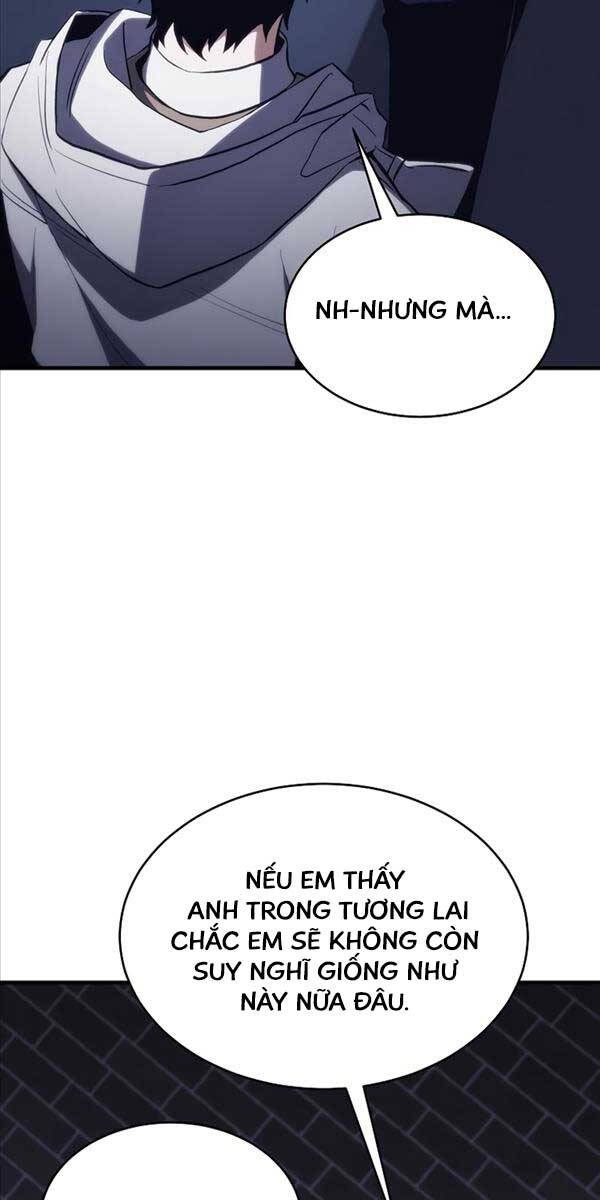 NH-NHƯNG MÀ...
NẾU EM THẤY
ANH TRONG TƯƠNG LAI
CHẮC EM SẼ KHÔNG CÒN
SUY NGHĨ GIỐNG NHƯ
NÀY NỮA ĐÂU.